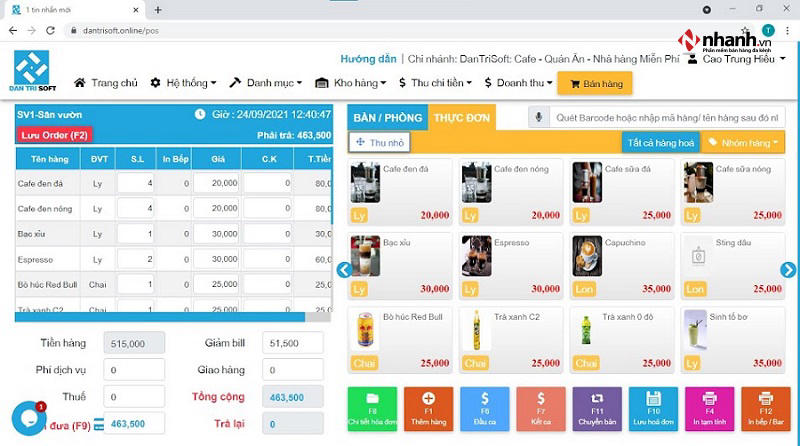 1 tin nhắn mới
dantrisoft.online/pos
nhanh.vn
Phần mềm bán hàng đa kênh
DAN TRI SOFT
Hướng dẫn | Chi nhánh: DanTriSoft: Cafe - Quán Ăn - Nhà hàng Miễn Phí Cao Trung Hiếu
Trang chủ Hệ thống Danh mục Kho hàng Thu chi tiền Doanh thu Bán hàng
SV1-Sân vườn Giờ : 24/09/2021 12:40:47
Lưu Order (F2) Phải trả: 463,500
Tên hàng ĐVT S.L In Bếp Giá C.K T.Tiền
Cafe đen đá Ly 4 0 20,000 0 80,0
Cafe đen nóng Ly 4 0 20,000 0 80,0
Bạc xỉu Ly 1 0 30,000 0 30,0
Espresso Ly 2 0 30,000 0 60,0
Bò húc Red Bull Chai 1 0 25,000 0 25,0
Trà xanh C2 Chai 1 0 25,000 0 25,0
Tiền hàng 515,000 Giảm bill 51,500
Phí dịch vụ 0 Giao hàng 0
Thuế 0 Tổng cộng 463,500
1
đưa (F9) 463,500 Trả lại 0
BÀN / PHÒNG THỰC ĐƠN Quét Barcode hoặc nhập mã hàng/ tên hàng sau đó nh
Thu nhỏ Tất cả hàng hoá Nhóm hàng
Cafe đen đá Cafe đen nóng Cafe sữa đá Cafe sữa nóng
Ly 20,000 Ly 20,000 Ly 25,000 Ly 25,000
Bạc xỉu Espresso Capuchino Sting dâu
Ly 30,000 Ly 30,000 Lon 35,000 Lon 25,000
Bò húc Red Bull Trà xanh C2 Trà xanh 0 độ Sinh tố bơ
Chai 25,000 Chai 25,000 Chai 25,000 Ly 35,000
F8 F1 F6 F7 F11 F10 F4 F12
Chi tiết hóa đơn Thêm hàng Đầu ca Kết ca Chuyển bàn Lưu hoá đơn In tạm tính In bếp / Bar